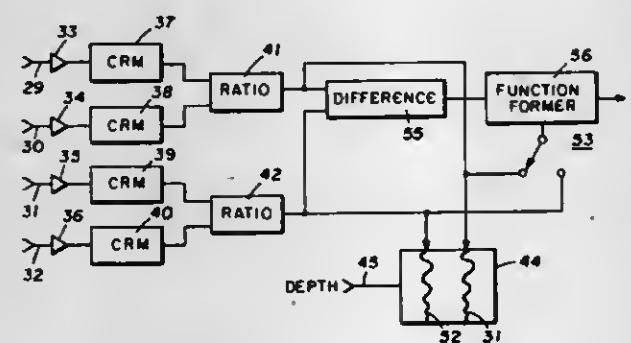 33
37
CRM
29
41
RATIO
56
FUNCTION
FORMER
34
38
CRM
30
DIFFERENCE
55
53
35
39
CRM
31
42
RATIO
36
40
CRM
32
44
DEPTH
45
52
31